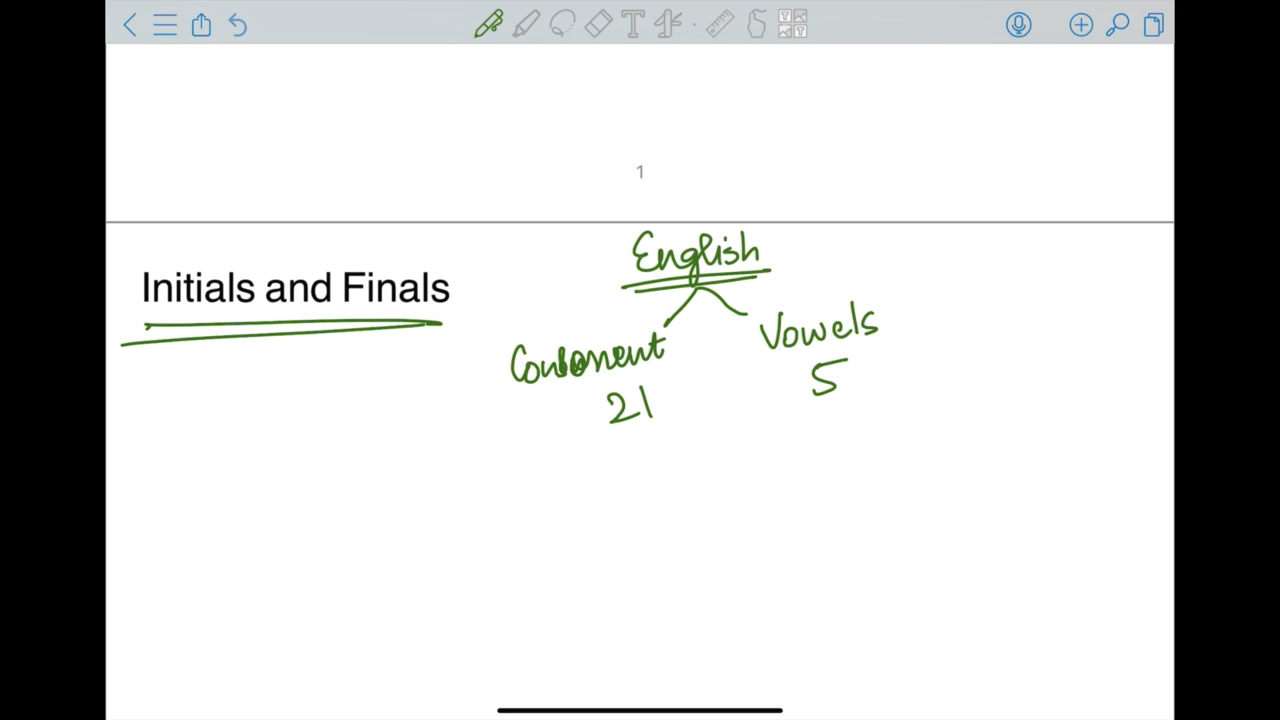 1
English
Initials and Finals
Vowels
Consonent
5
21